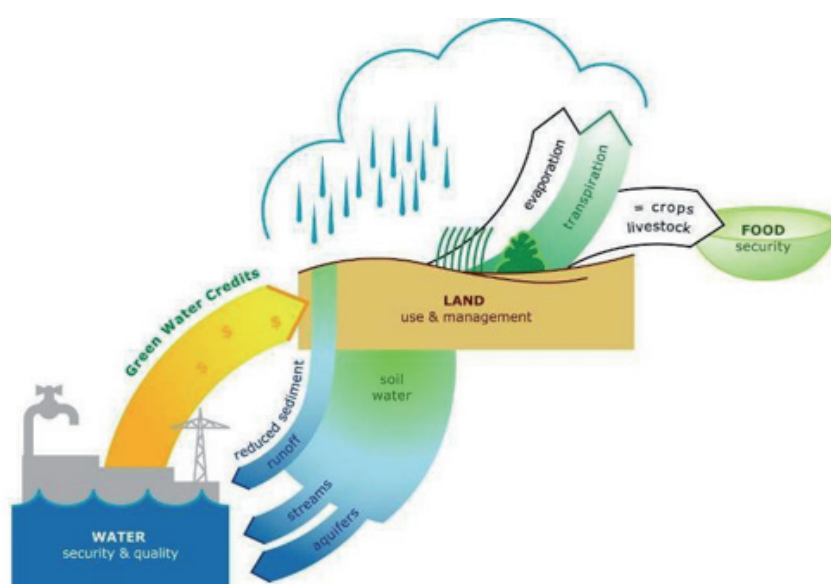 evaporation
transpiration
= crops
livestock
FOOD
security
Green Water Credits
$
$
$
LAND
use & management
soil
water
reduced sediment
runoff
streams
aquifers
WATER
security & quality